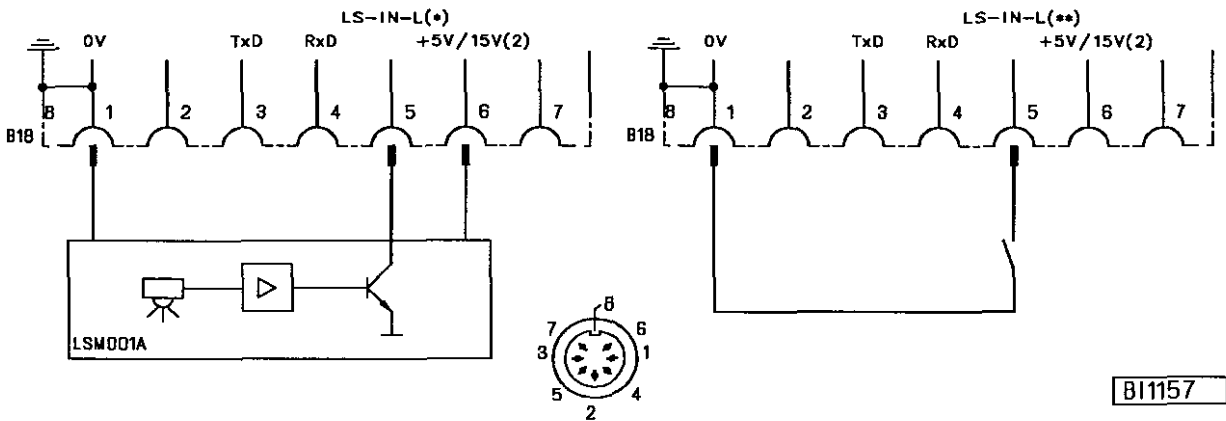 LS-IN-L(*)
0V TxD RxD +5V/15V(2)
8 1 2 3 4 5 6 7
B18
LSM001A
LS-IN-L(**)
0V TxD RxD +5V/15V(2)
8 1 2 3 4 5 6 7
B18
8
7 6
3 1
5 4
2
BI1157